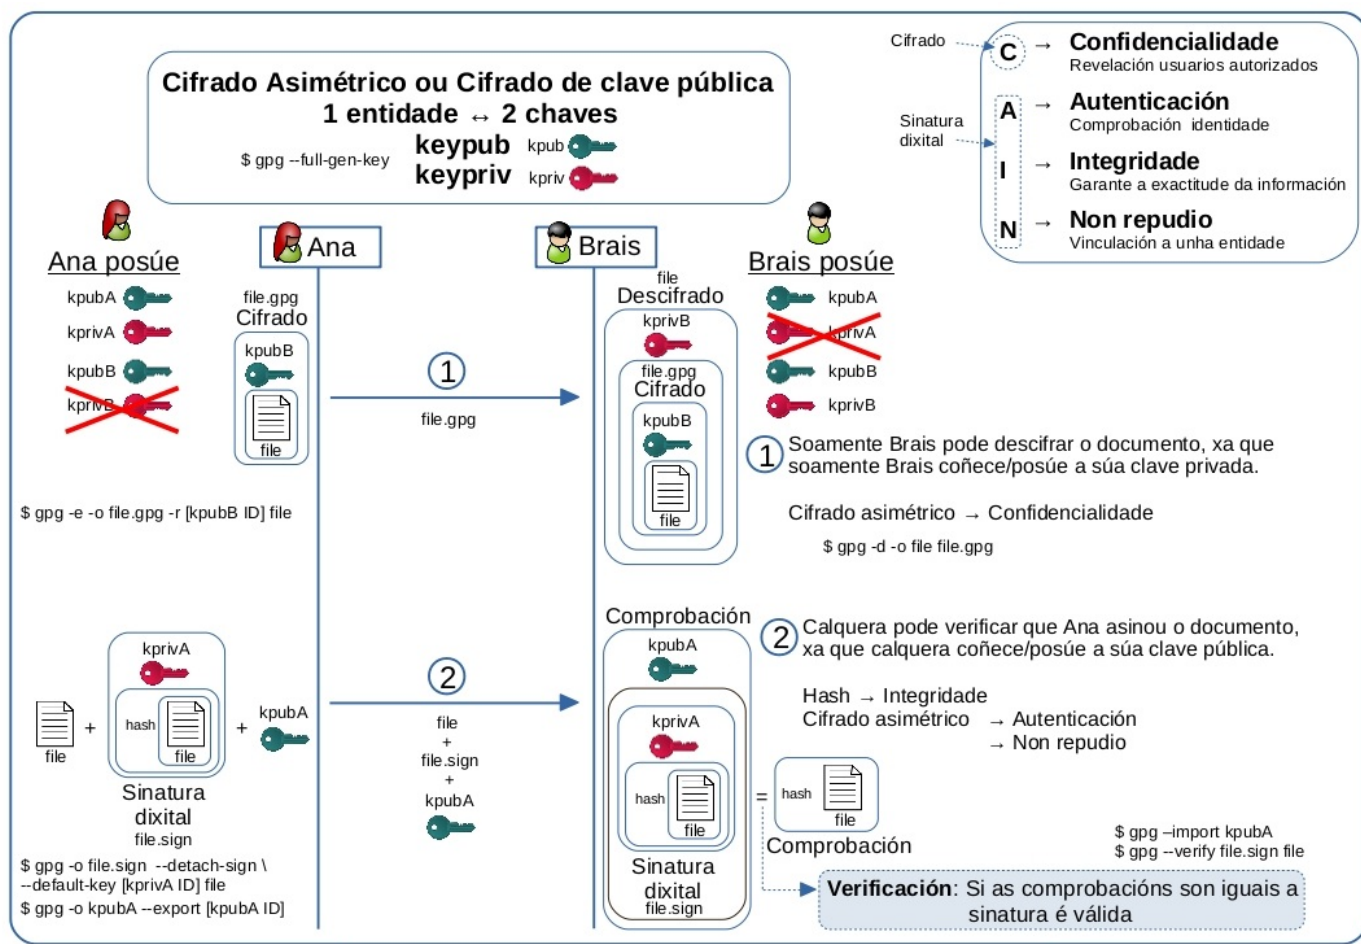 Cifrado Asimétrico ou Cifrado de clave pública
1 entidade ↔ 2 chaves
$ gpg --full-gen-key
keypub kpub
keypriv kpriv
Cifrado
Sinatura
dixital
C → Confidencialidade
Revelación usuarios autorizados
A → Autenticación
Comprobación identidade
I → Integridade
Garante a exactitude da información
N → Non repudio
Vinculación a unha entidade
Ana posúe
kpubA
kprivA
kpubB
kprivB
Ana
Brais
Brais posúe
kpubA
kprivA
kpubB
kprivB
file.gpg
Cifrado
kpubB
file
$ gpg -e -o file.gpg -r [kpubB ID] file
1
file.gpg
file
Descifrado
kprivB
file.gpg
Cifrado
kpubB
file
1 Soamente Brais pode descifrar o documento, xa que
soamente Brais coñece/posúe a súa clave privada.
Cifrado asimétrico → Confidencialidade
$ gpg -d -o file file.gpg
file
+
kprivA
hash
file
+
kpubA
Sinatura
dixital
file.sign
$ gpg -o file.sign --detach-sign \
--default-key [kprivA ID] file
$ gpg -o kpubA --export [kpubA ID]
2
file
+
file.sign
+
kpubA
Comprobación
kpubA
kprivA
hash
file
Sinatura
dixital
file.sign
=
hash
file
Comprobación
2 Calquera pode verificar que Ana asinou o documento,
xa que calquera coñece/posúe a súa clave pública.
Hash → Integridade
Cifrado asimétrico → Autenticación
→ Non repudio
$ gpg –import kpubA
$ gpg --verify file.sign file
Verificación: Si as comprobacións son iguais a
sinatura é válida